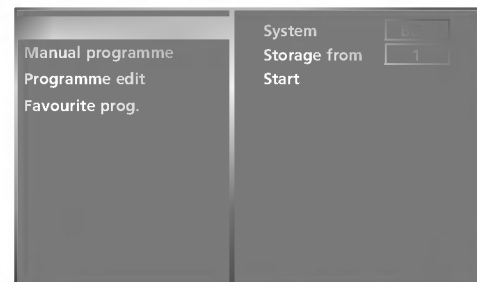 System
Manual programme
Storage from 1
Programme edit
Start
Favourite prog.